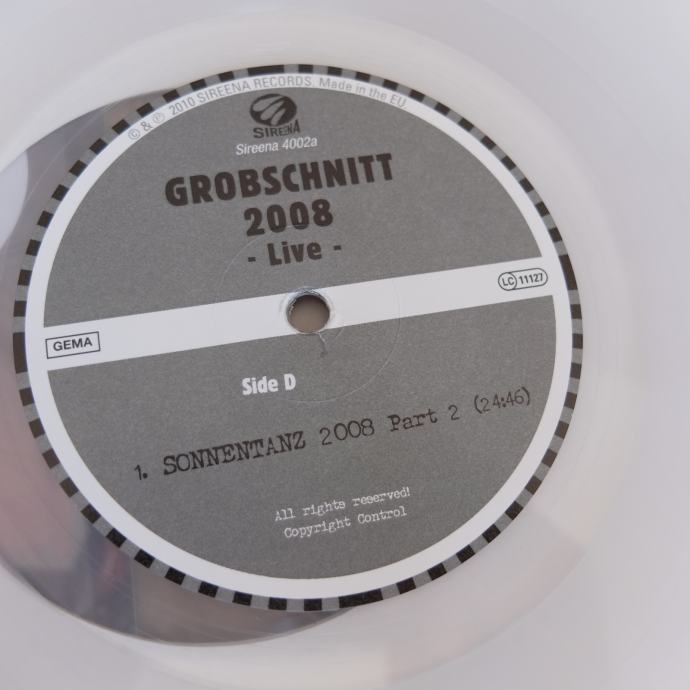 © & ℗ 2010 SIREENA RECORDS. Made in the EU
SIREENA
Sireena 4002a
GROBSCHNITT
2008
- Live -
LC 11127
GEMA
Side D
1. SONNENTANZ 2008 Part 2 (24:46)
All rights reserved!
Copyright Control